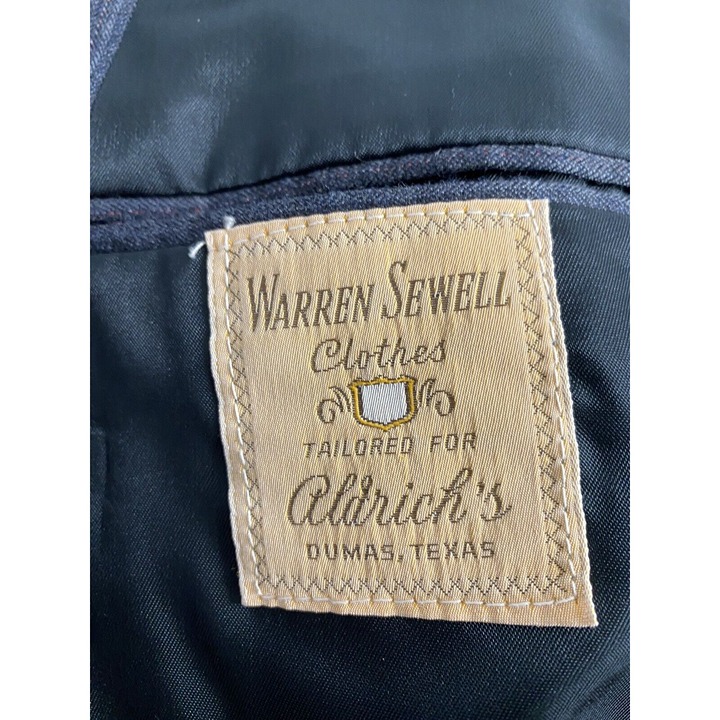 WARREN SEWELL
Clothes
TAILORED FOR
Aldrich's
DUMAS, TEXAS